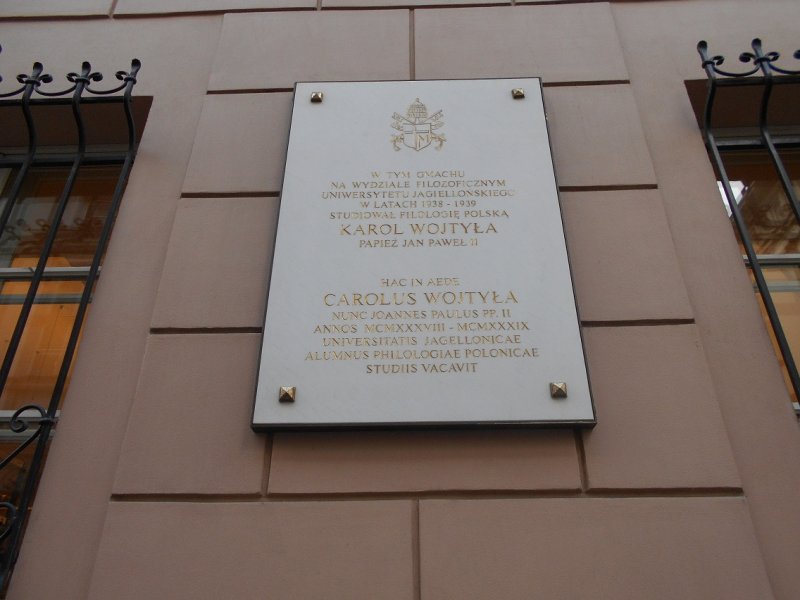 W TYM GMACHU
NA WYDZIALE FILOZOFICZNYM
UNIWERSYTETU JAGIELLOŃSKIEGO
W LATACH 1938 - 1939
STUDIOWAŁ FILOLOGIĘ POLSKĄ
KAROL WOJTYŁA
PAPIEŻ JAN PAWEŁ II
HAC IN AEDE
CAROLUS WOJTYŁA
NUNC JOANNES PAULUS PP. II
ANNOS MCMXXXVIII - MCMXXXIX
UNIVERSITATIS JAGELLONICAE
ALUMNUS PHILOLOGIAE POLONICAE
STUDIIS VACAVIT